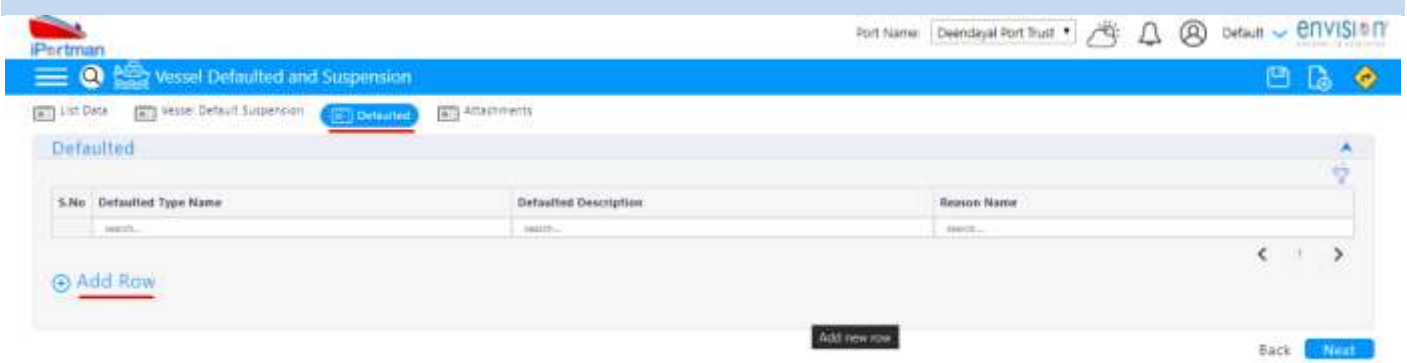 Port Name: Deendayal Port Trust Default envision
iPortman
Vessel Defaulted and Suspension
List Data Vessel Default Suspension Defaulted Attachments
Defaulted
S.No Defaulted Type Name Defaulted Description Reason Name
search... search... search...
1
Add Row
Add new row
Back Next